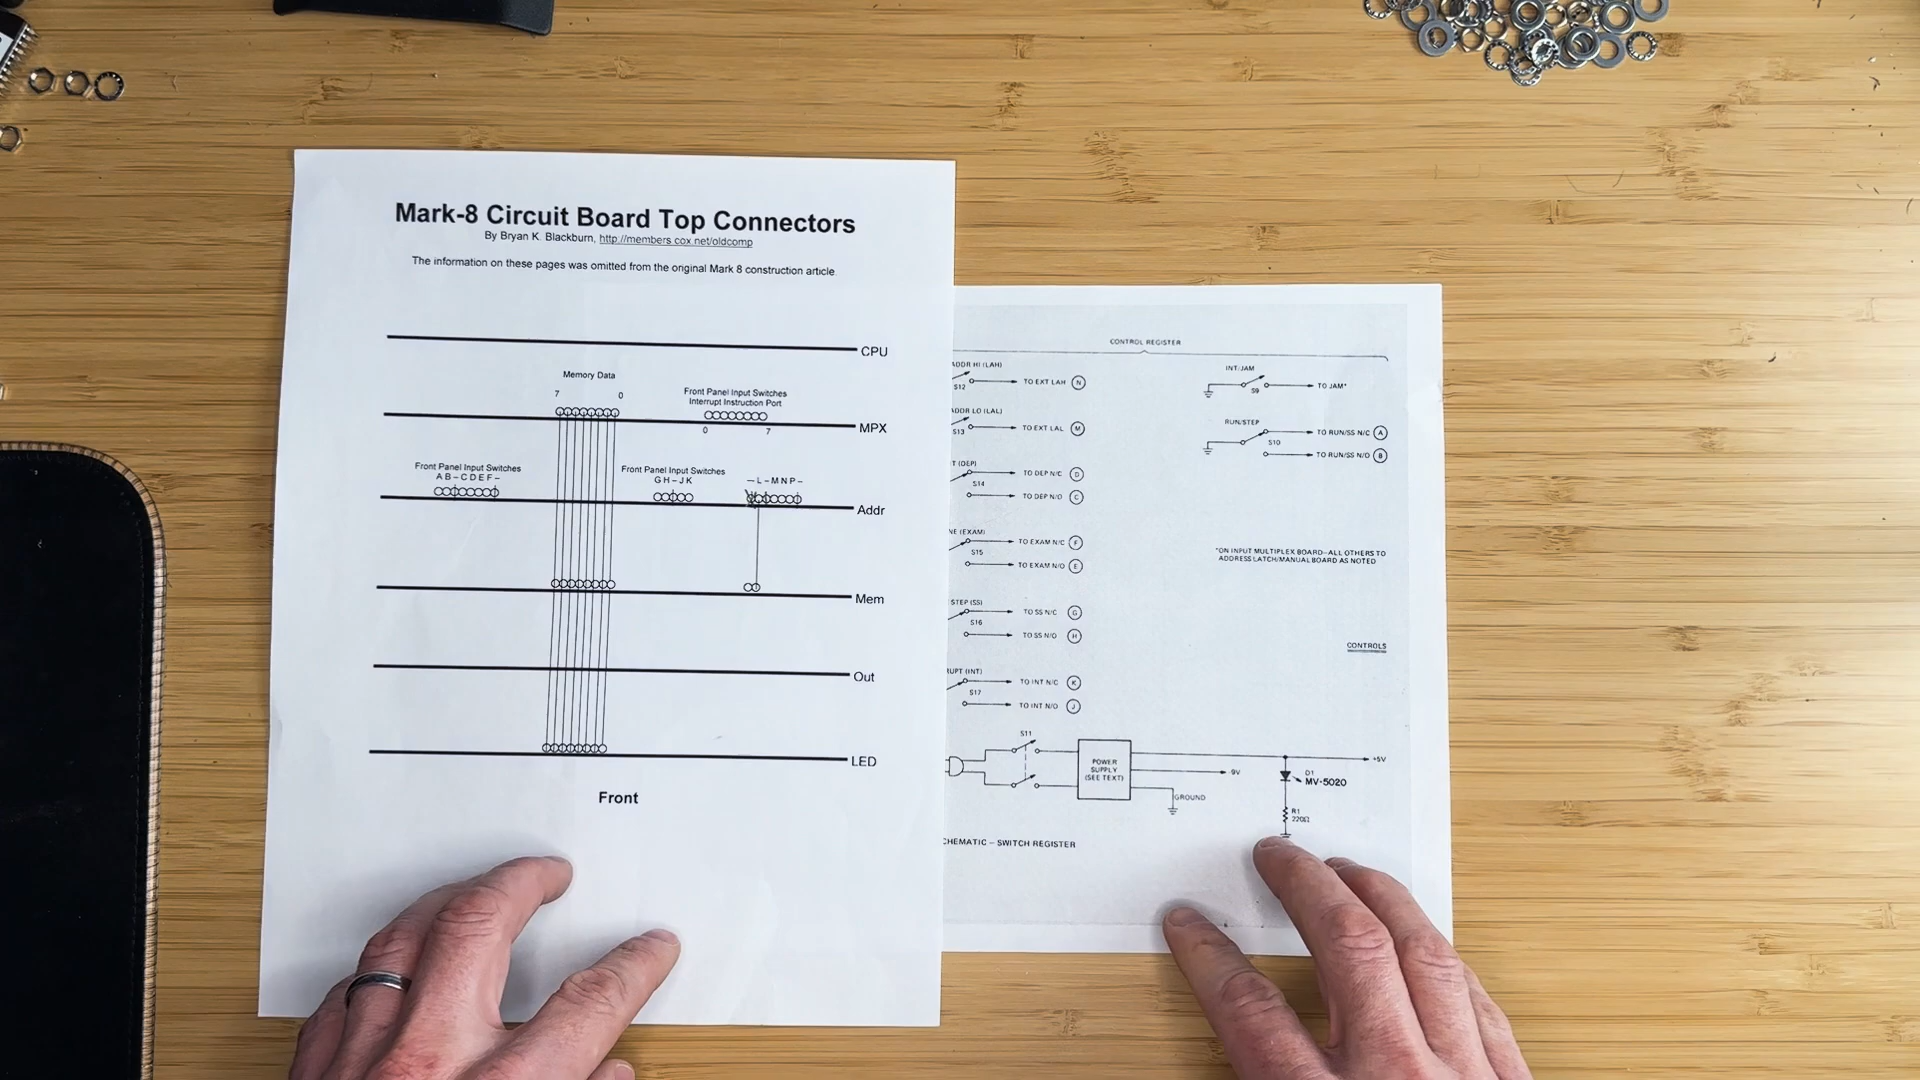 Mark-8 Circuit Board Top Connectors
By Bryan K. Blackburn, http://members.cox.net/oldcomp
The information on these pages was omitted from the original Mark 8 construction article.
CPU
Memory Data
7 0
Front Panel Input Switches
Interrupt Instruction Port
MPX
0 7
Front Panel Input Switches
A B – C D E F –
Front Panel Input Switches
G H – J K
– L – M N P –
Addr
Mem
Out
LED
Front
CONTROL REGISTER
ADDR HI (LAH)
S12
TO EXT LAH N
INT/JAM
S9
TO JAM*
ADDR LO (LAL)
S13
TO EXT LAL M
RUN/STEP
S10
TO RUN/SS N/C A
TO RUN/SS N/O B
T (DEP)
S14
TO DEP N/C D
TO DEP N/O C
NE (EXAM)
S15
TO EXAM N/C F
TO EXAM N/O E
*ON INPUT MULTIPLEX BOARD–ALL OTHERS TO
ADDRESS LATCH/MANUAL BOARD AS NOTED
STEP (SS)
S16
TO SS N/C G
TO SS N/O H
CONTROLS
RUPT (INT)
S17
TO INT N/C K
TO INT N/O J
S11
POWER
SUPPLY
(SEE TEXT)
+5V
-9V
GROUND
D1
MV-5020
R1
220Ω
CHEMATIC – SWITCH REGISTER